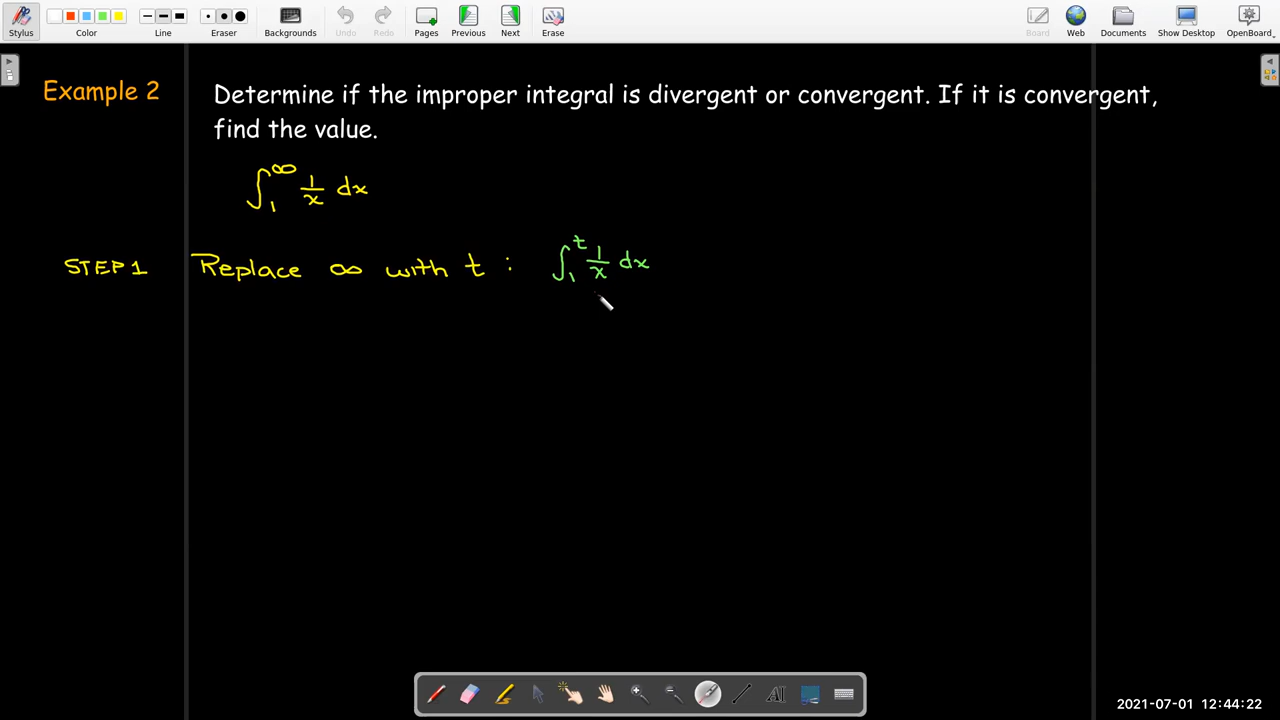 Stylus
Color
Line
Eraser
Backgrounds
Undo
Redo
Pages
Previous
Next
Erase
Board
Web
Documents
Show Desktop
OpenBoard
Example 2
Determine if the improper integral is divergent or convergent. If it is convergent,
find the value.
∫₁^∞ 1/x dx
STEP 1 Replace ∞ with t : ∫₁^t 1/x dx
AI
2021-07-01 12:44:22